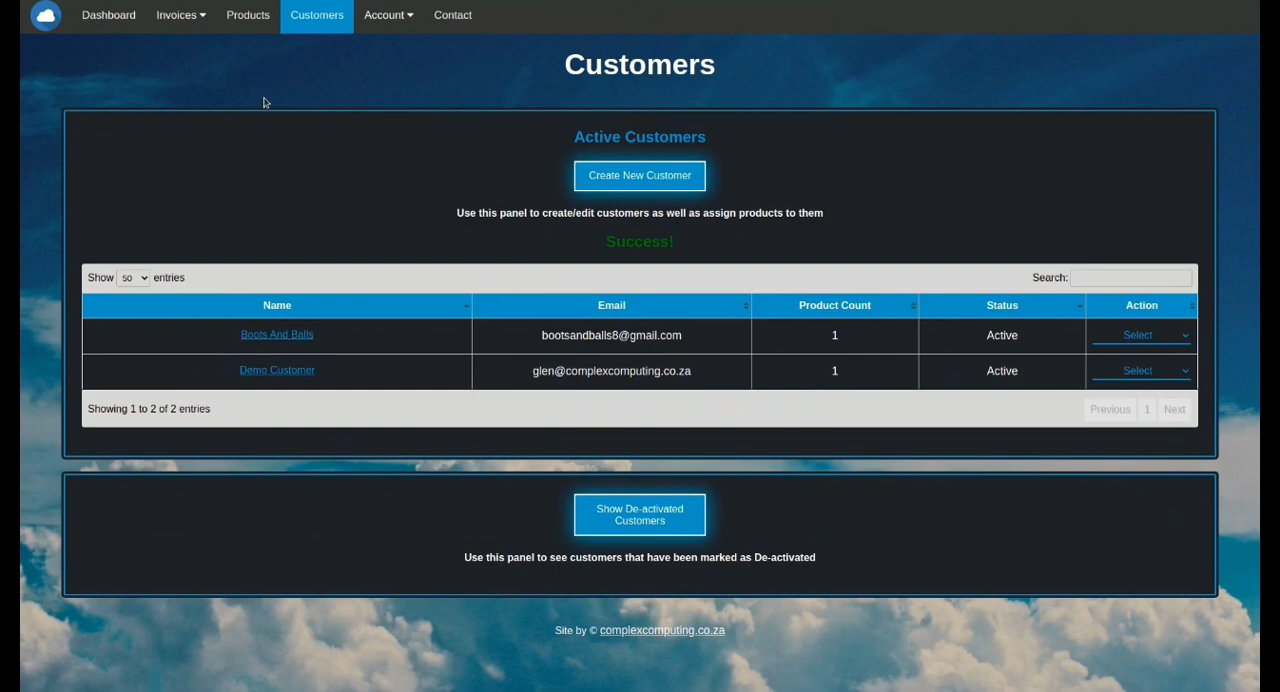 Dashboard Invoices Products Customers Account Contact
Customers
Active Customers
Create New Customer
Use this panel to create/edit customers as well as assign products to them
Success!
Show 50 entries Search:
Name Email Product Count Status Action
Boots And Balls bootsandballs8@gmail.com 1 Active Select
Demo Customer glen@complexcomputing.co.za 1 Active Select
Showing 1 to 2 of 2 entries Previous 1 Next
Show De-activated
Customers
Use this panel to see customers that have been marked as De-activated
Site by © complexcomputing.co.za